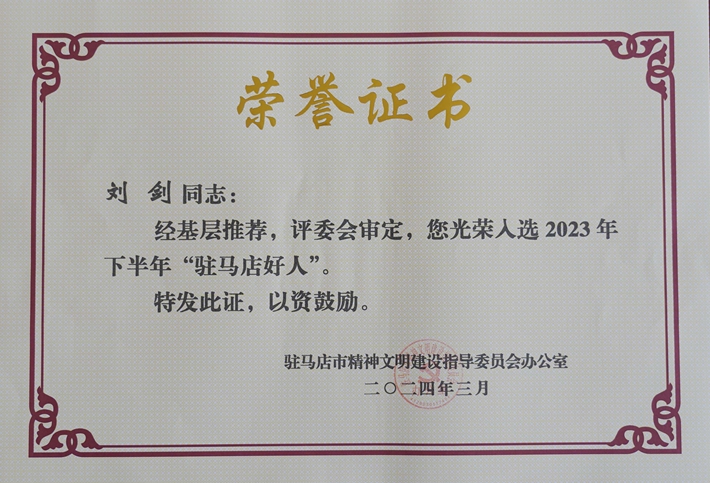 荣誉证书
刘 剑 同志：
经基层推荐，评委会审定，您光荣入选 2023 年
下半年“驻马店好人”。
特发此证，以资鼓励。
驻马店市精神文明建设指导委员会办公室
二〇二四年三月